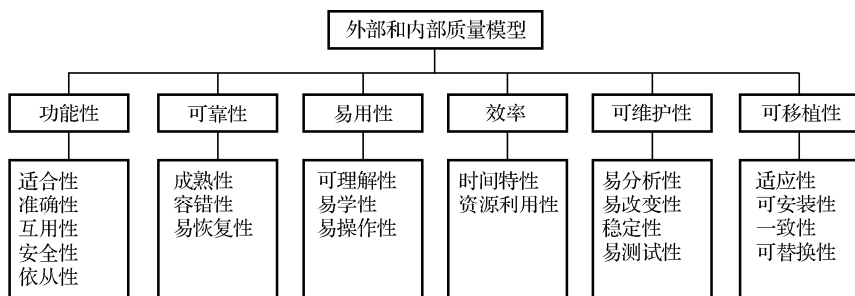 外部和内部质量模型
功能性
可靠性
易用性
效率
可维护性
可移植性
适合性
准确性
互用性
安全性
依从性
成熟性
容错性
易恢复性
可理解性
易学性
易操作性
时间特性
资源利用性
易分析性
易改变性
稳定性
易测试性
适应性
可安装性
一致性
可替换性